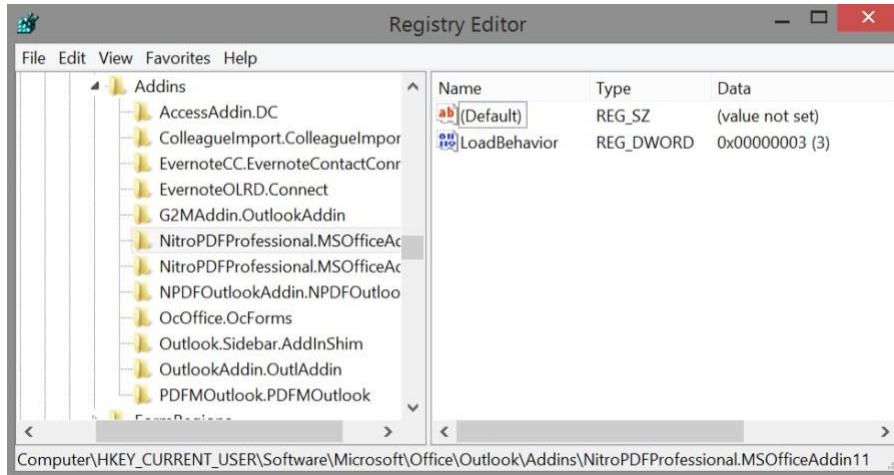 Registry Editor
File Edit View Favorites Help
Addins
AccessAddin.DC
ColleagueImport.ColleagueImpor
EvernoteCC.EvernoteContactConr
EvernoteOLRD.Connect
G2MAddin.OutlookAddin
NitroPDFProfessional.MSOfficeAc
NitroPDFProfessional.MSOfficeAc
NPDFOutlookAddin.NPDFOutloo
OcOffice.OcForms
Outlook.Sidebar.AddInShim
OutlookAddin.OutlAddin
PDFMOutlook.PDFMOutlook
Name Type Data
(Default) REG_SZ (value not set)
LoadBehavior REG_DWORD 0x00000003 (3)
Computer\HKEY_CURRENT_USER\Software\Microsoft\Office\Outlook\Addins\NitroPDFProfessional.MSOfficeAddin11